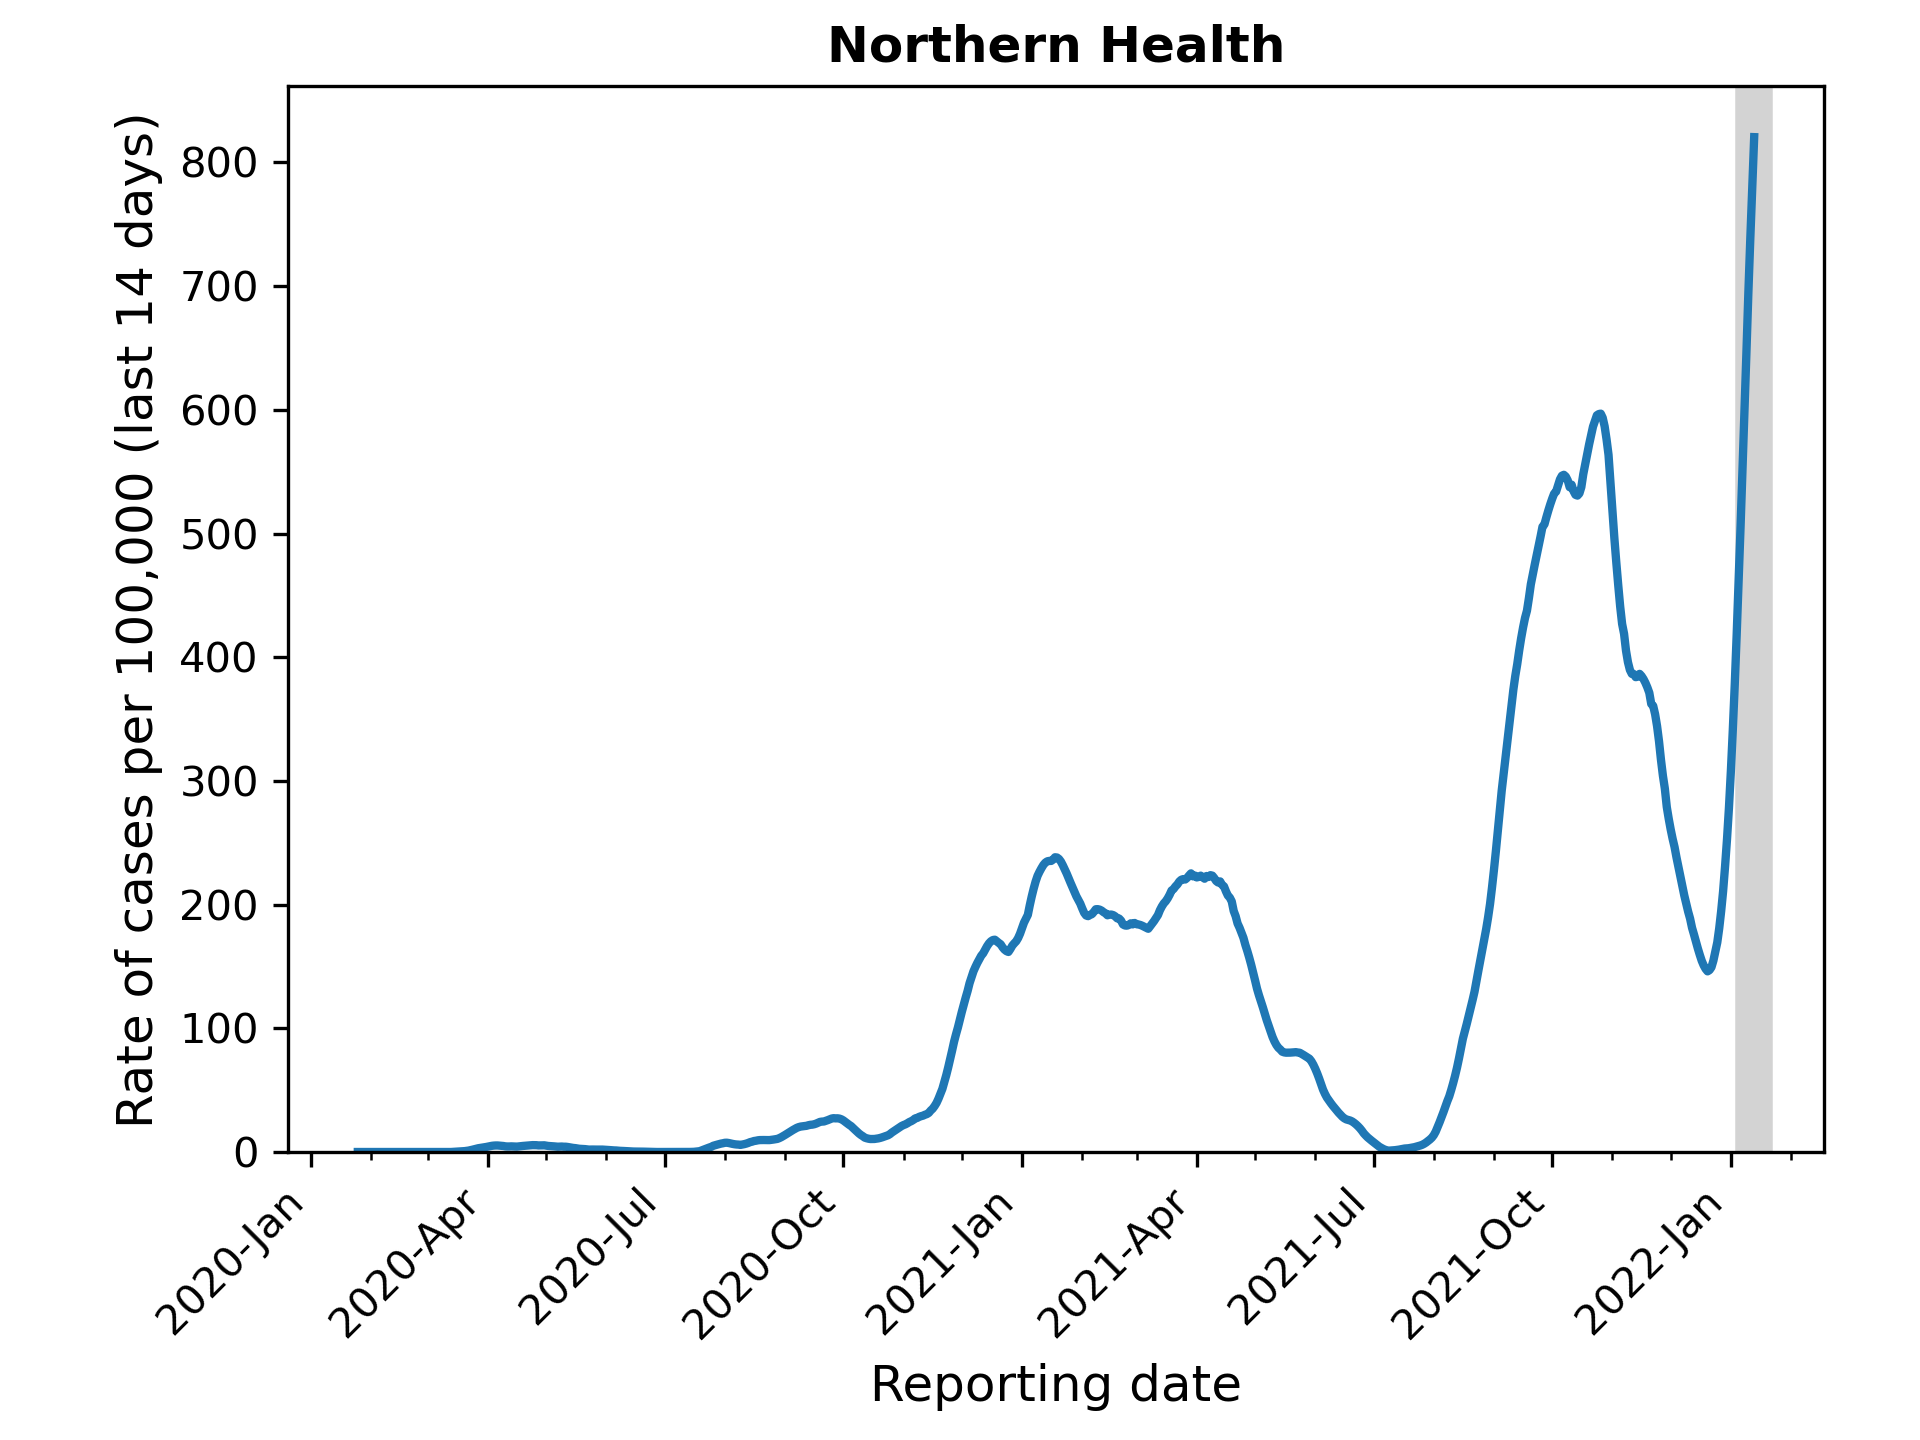 Northern Health
Rate of cases per 100,000 (last 14 days)
800
700
600
500
400
300
200
100
0
2020-Jan
2020-Apr
2020-Jul
2020-Oct
2021-Jan
2021-Apr
2021-Jul
2021-Oct
2022-Jan
Reporting date